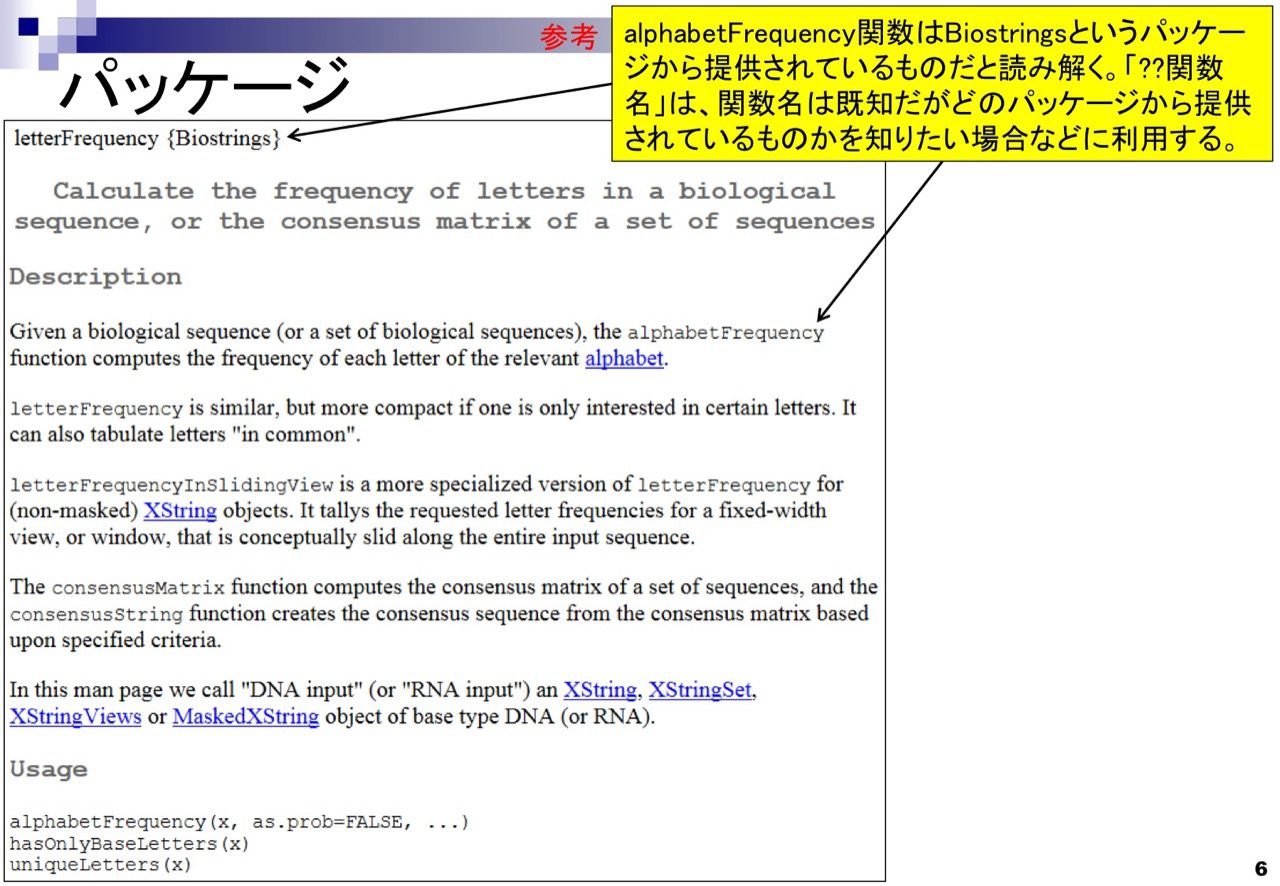 参考
パッケージ
alphabetFrequency関数はBiostringsというパッケー
ジから提供されているものだと読み解く。「??関数
名」は、関数名は既知だがどのパッケージから提供
されているものかを知りたい場合などに利用する。
letterFrequency {Biostrings}
Calculate the frequency of letters in a biological
sequence, or the consensus matrix of a set of sequences
Description
Given a biological sequence (or a set of biological sequences), the alphabetFrequency
function computes the frequency of each letter of the relevant alphabet.
letterFrequency is similar, but more compact if one is only interested in certain letters. It
can also tabulate letters "in common".
letterFrequencyInSlidingView is a more specialized version of letterFrequency for
(non-masked) XString objects. It tallys the requested letter frequencies for a fixed-width
view, or window, that is conceptually slid along the entire input sequence.
The consensusMatrix function computes the consensus matrix of a set of sequences, and the
consensusString function creates the consensus sequence from the consensus matrix based
upon specified criteria.
In this man page we call "DNA input" (or "RNA input") an XString, XStringSet,
XStringViews or MaskedXString object of base type DNA (or RNA).
Usage
alphabetFrequency(x, as.prob=FALSE, ...)
hasOnlyBaseLetters(x)
uniqueLetters(x)
6